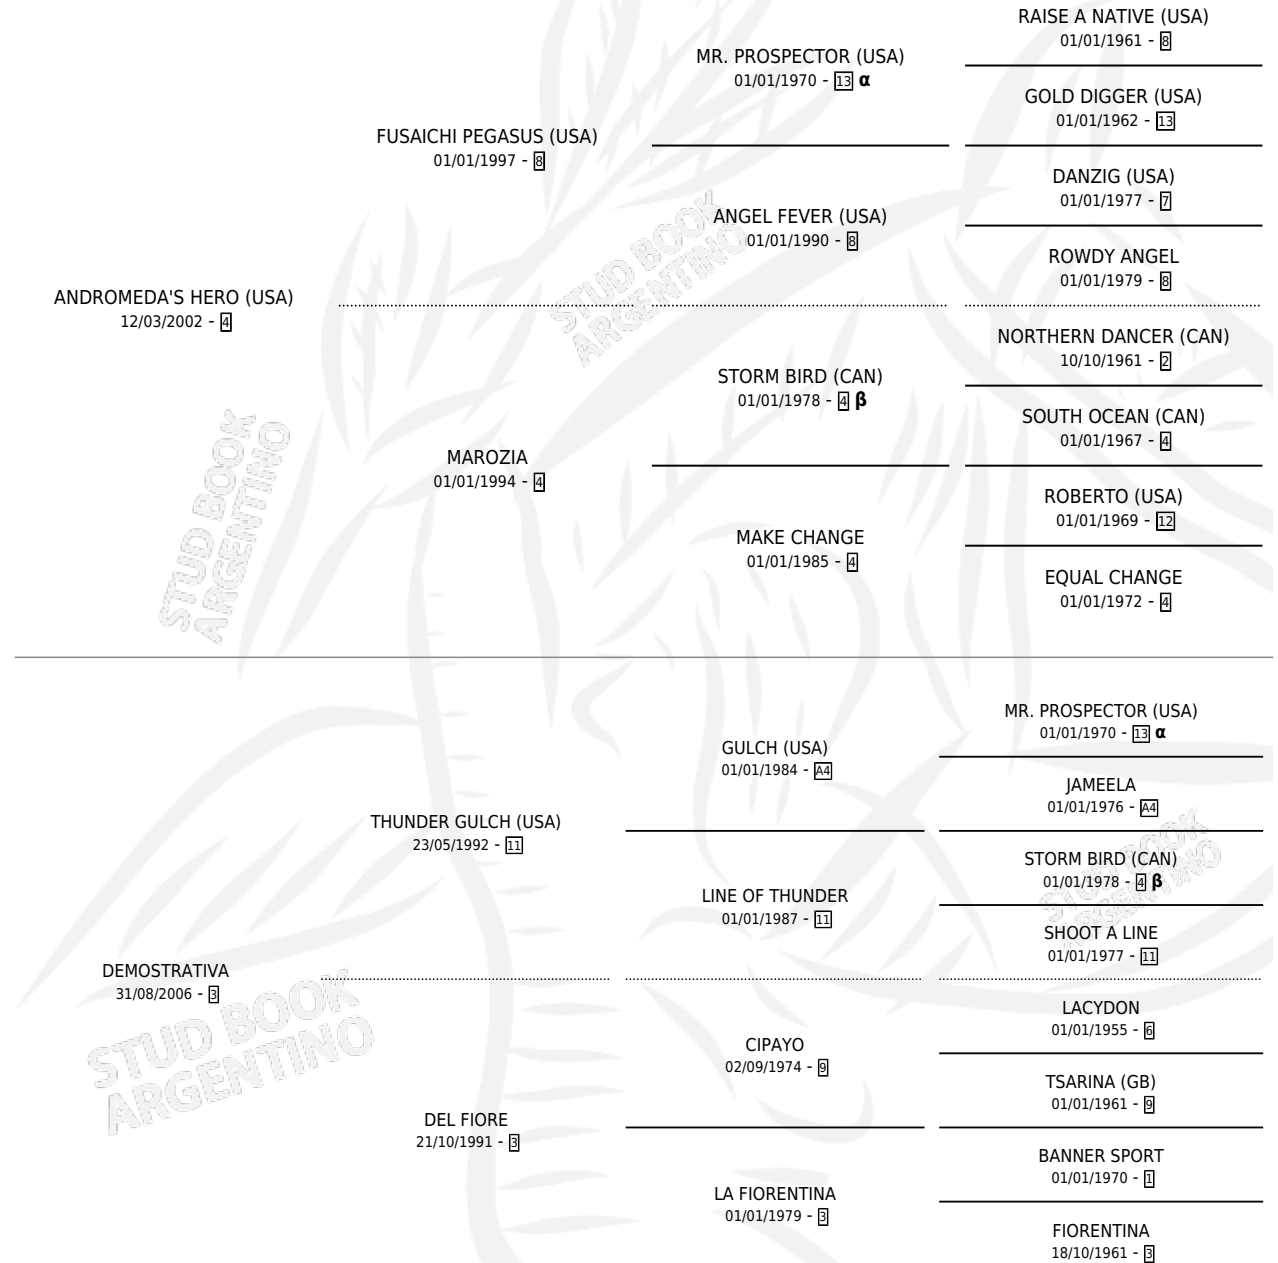 RAISE A NATIVE (USA)
01/01/1961 - 8
MR. PROSPECTOR (USA)
01/01/1970 - 13 α
GOLD DIGGER (USA)
01/01/1962 - 13
FUSAICHI PEGASUS (USA)
01/01/1997 - 8
DANZIG (USA)
01/01/1977 - 7
ANGEL FEVER (USA)
01/01/1990 - 8
ROWDY ANGEL
01/01/1979 - 8
ANDROMEDA'S HERO (USA)
12/03/2002 - 4
NORTHERN DANCER (CAN)
10/10/1961 - 2
STORM BIRD (CAN)
01/01/1978 - 4 β
SOUTH OCEAN (CAN)
01/01/1967 - 4
MAROZIA
01/01/1994 - 4
ROBERTO (USA)
01/01/1969 - 12
MAKE CHANGE
01/01/1985 - 4
EQUAL CHANGE
01/01/1972 - 4
MR. PROSPECTOR (USA)
01/01/1970 - 13 α
GULCH (USA)
01/01/1984 - A4
JAMEELA
01/01/1976 - A4
THUNDER GULCH (USA)
23/05/1992 - 11
STORM BIRD (CAN)
01/01/1978 - 4 β
LINE OF THUNDER
01/01/1987 - 11
SHOOT A LINE
01/01/1977 - 11
DEMOSTRATIVA
31/08/2006 - 3
LACYDON
01/01/1955 - 6
CIPAYO
02/09/1974 - 9
TSARINA (GB)
01/01/1961 - 9
DEL FIORE
21/10/1991 - 3
BANNER SPORT
01/01/1970 - 1
LA FIORENTINA
01/01/1979 - 3
FIORENTINA
18/10/1961 - 3
STUD BOOK
ARGENTINO
STUD BOOK
ARGENTINO
STUD BOOK
ARGENTINO
STUD BOOK
ARGENTINO